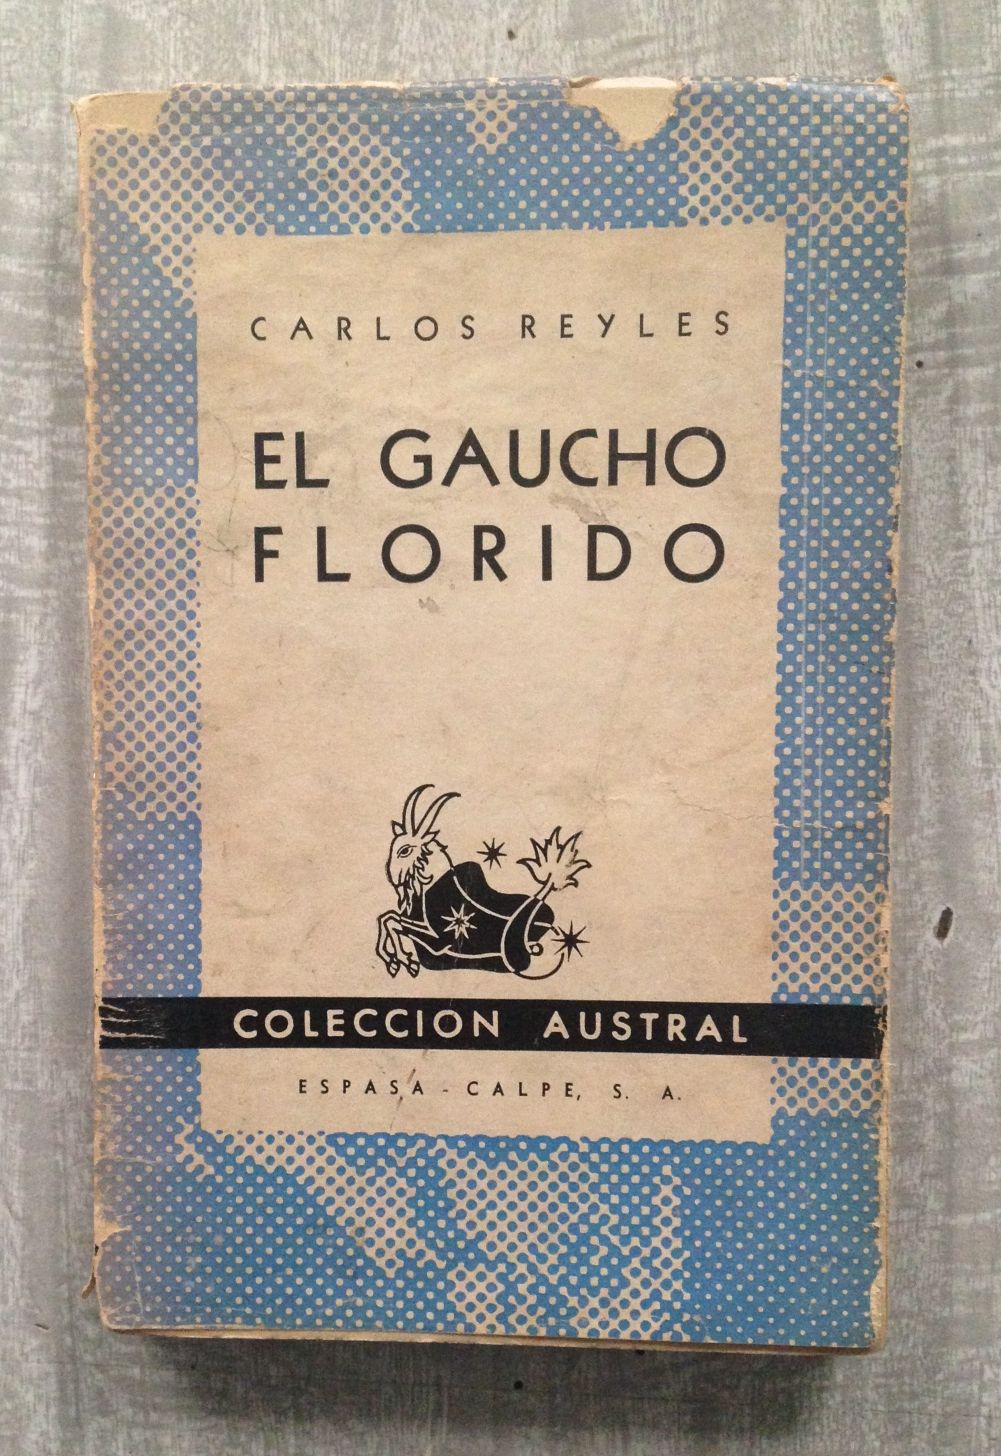 CARLOS REYLES
EL GAUCHO
FLORIDO
COLECCION AUSTRAL
ESPASA - CALPE, S. A.